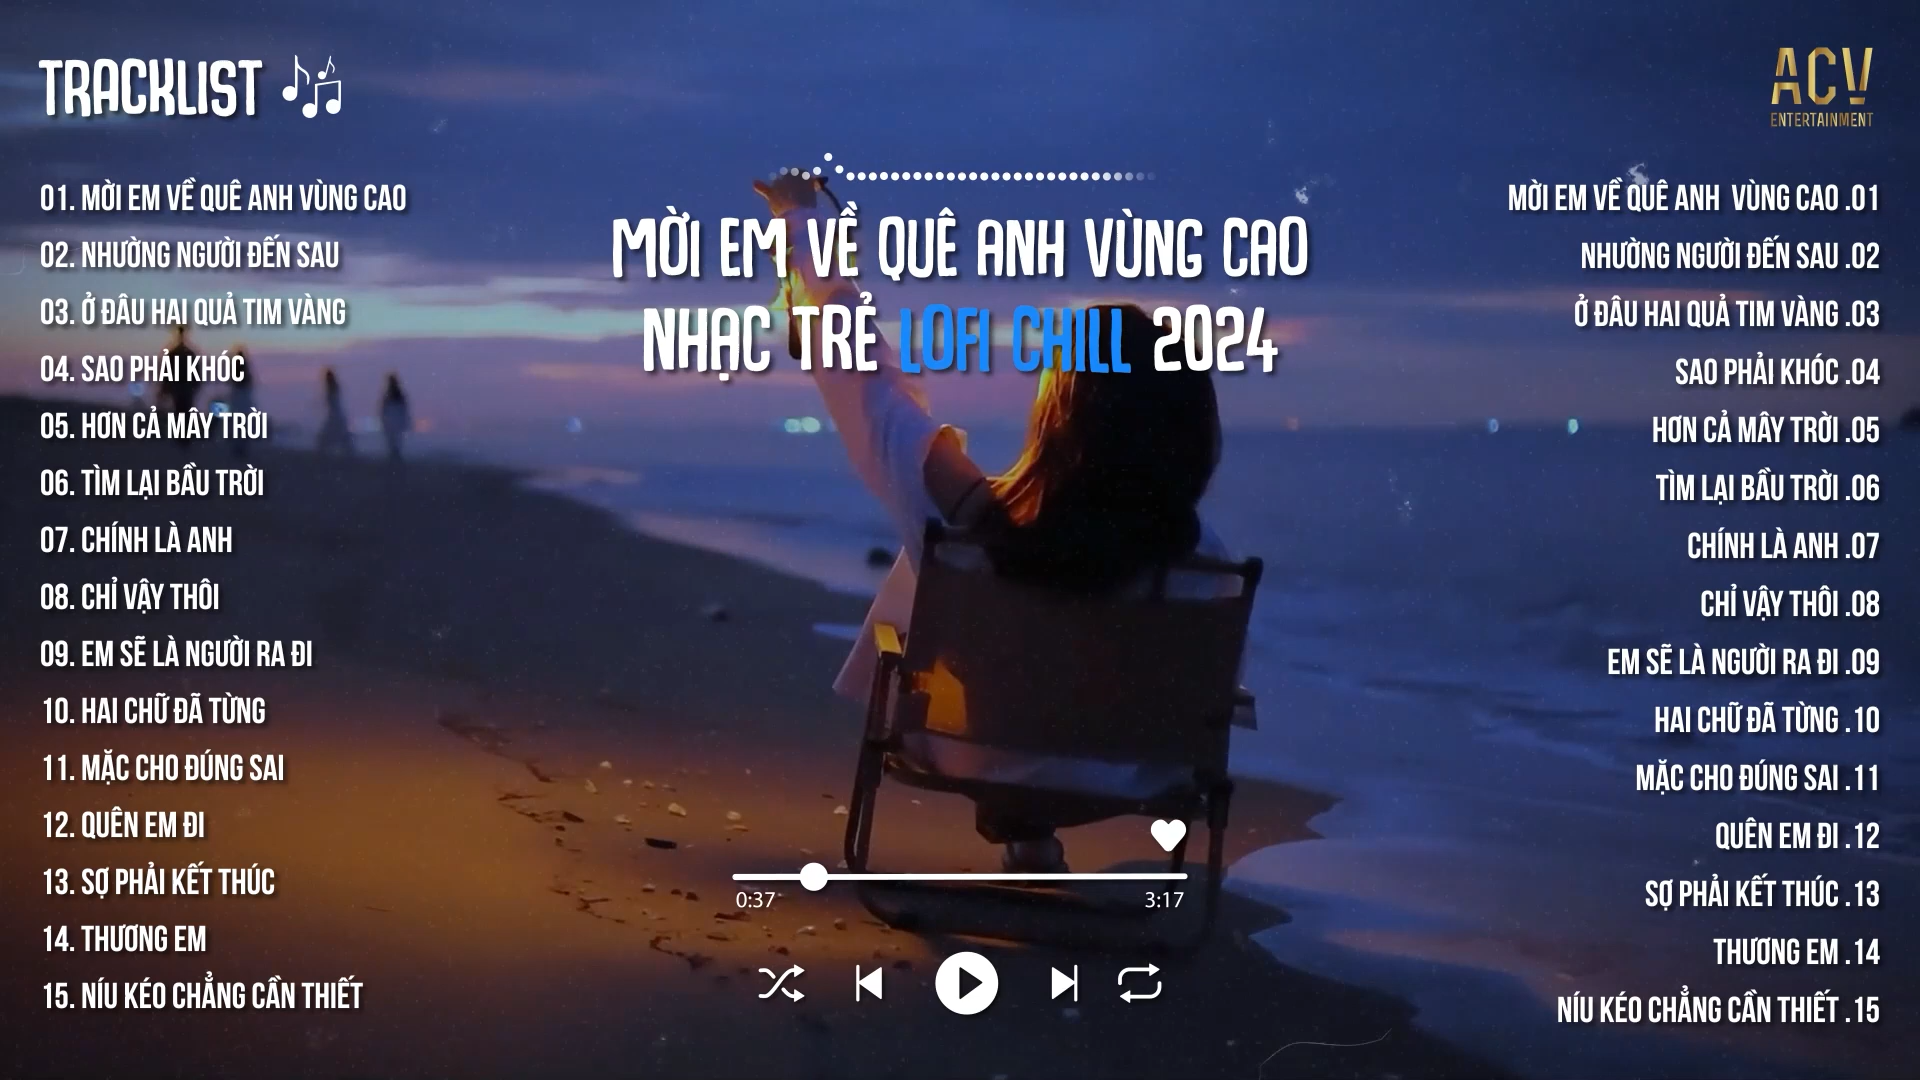 TRACKLIST
ACV
ENTERTAINMENT
01. MỜI EM VỀ QUÊ ANH VÙNG CAO
02. NHƯỜNG NGƯỜI ĐẾN SAU
03. Ở ĐÂU HAI QUẢ TIM VÀNG
04. SAO PHẢI KHÓC
05. HƠN CẢ MÂY TRỜI
06. TÌM LẠI BẦU TRỜI
07. CHÍNH LÀ ANH
08. CHỈ VẬY THÔI
09. EM SẼ LÀ NGƯỜI RA ĐI
10. HAI CHỮ ĐÃ TỪNG
11. MẶC CHO ĐÚNG SAI
12. QUÊN EM ĐI
13. SỢ PHẢI KẾT THÚC
14. THƯƠNG EM
15. NÍU KÉO CHẲNG CẦN THIẾT
MỜI EM VỀ QUÊ ANH VÙNG CAO
NHẠC TRẺ LOFI CHILL 2024
0:37
3:17
MỜI EM VỀ QUÊ ANH VÙNG CAO .01
NHƯỜNG NGƯỜI ĐẾN SAU .02
Ở ĐÂU HAI QUẢ TIM VÀNG .03
SAO PHẢI KHÓC .04
HƠN CẢ MÂY TRỜI .05
TÌM LẠI BẦU TRỜI .06
CHÍNH LÀ ANH .07
CHỈ VẬY THÔI .08
EM SẼ LÀ NGƯỜI RA ĐI .09
HAI CHỮ ĐÃ TỪNG .10
MẶC CHO ĐÚNG SAI .11
QUÊN EM ĐI .12
SỢ PHẢI KẾT THÚC .13
THƯƠNG EM .14
NÍU KÉO CHẲNG CẦN THIẾT .15